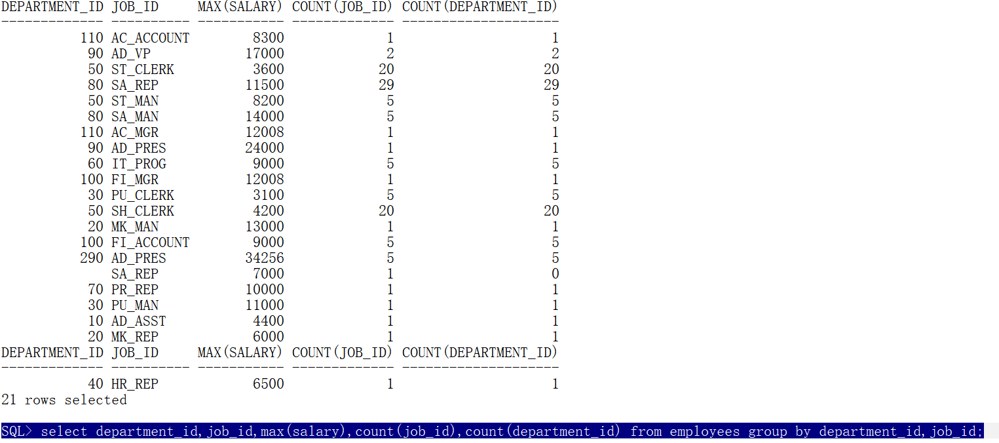 DEPARTMENT_ID JOB_ID     MAX(SALARY) COUNT(JOB_ID) COUNT(DEPARTMENT_ID)
------------- ---------- ----------- ------------- --------------------
          110 AC_ACCOUNT        8300             1                    1
           90 AD_VP            17000             2                    2
           50 ST_CLERK          3600            20                   20
           80 SA_REP           11500            29                   29
           50 ST_MAN            8200             5                    5
           80 SA_MAN           14000             5                    5
          110 AC_MGR           12008             1                    1
           90 AD_PRES          24000             1                    1
           60 IT_PROG           9000             5                    5
          100 FI_MGR           12008             1                    1
           30 PU_CLERK          3100             5                    5
           50 SH_CLERK          4200            20                   20
           20 MK_MAN           13000             1                    1
          100 FI_ACCOUNT        9000             5                    5
          290 AD_PRES          34256             5                    5
              SA_REP            7000             1                    0
           70 PR_REP           10000             1                    1
           30 PU_MAN           11000             1                    1
           10 AD_ASST           4400             1                    1
           20 MK_REP            6000             1                    1
DEPARTMENT_ID JOB_ID     MAX(SALARY) COUNT(JOB_ID) COUNT(DEPARTMENT_ID)
------------- ---------- ----------- ------------- --------------------
           40 HR_REP            6500             1                    1
21 rows selected
SQL> select department_id,job_id,max(salary),count(job_id),count(department_id) from employees group by department_id,job_id;